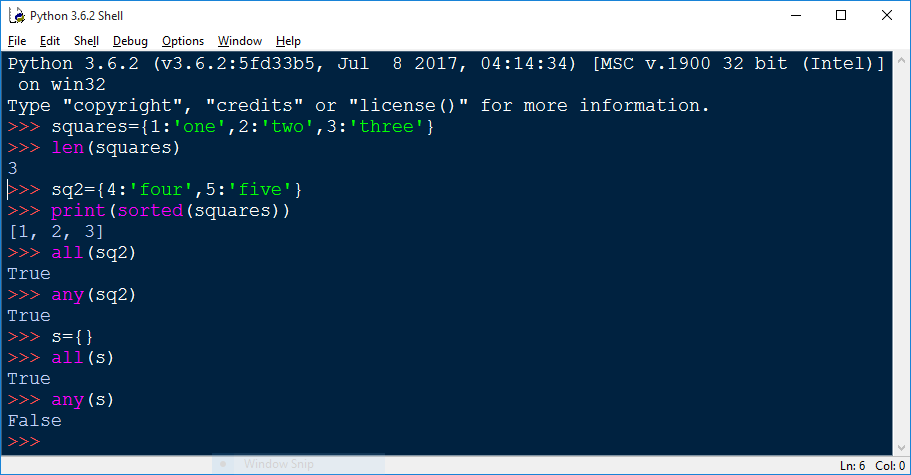 Python 3.6.2 Shell
File Edit Shell Debug Options Window Help
Python 3.6.2 (v3.6.2:5fd33b5, Jul  8 2017, 04:14:34) [MSC v.1900 32 bit (Intel)]
 on win32
Type "copyright", "credits" or "license()" for more information.
>>> squares={1:'one',2:'two',3:'three'}
>>> len(squares)
3
>>> sq2={4:'four',5:'five'}
>>> print(sorted(squares))
[1, 2, 3]
>>> all(sq2)
True
>>> any(sq2)
True
>>> s={}
>>> all(s)
True
>>> any(s)
False
>>>
Window Snip
Ln: 6 Col: 0